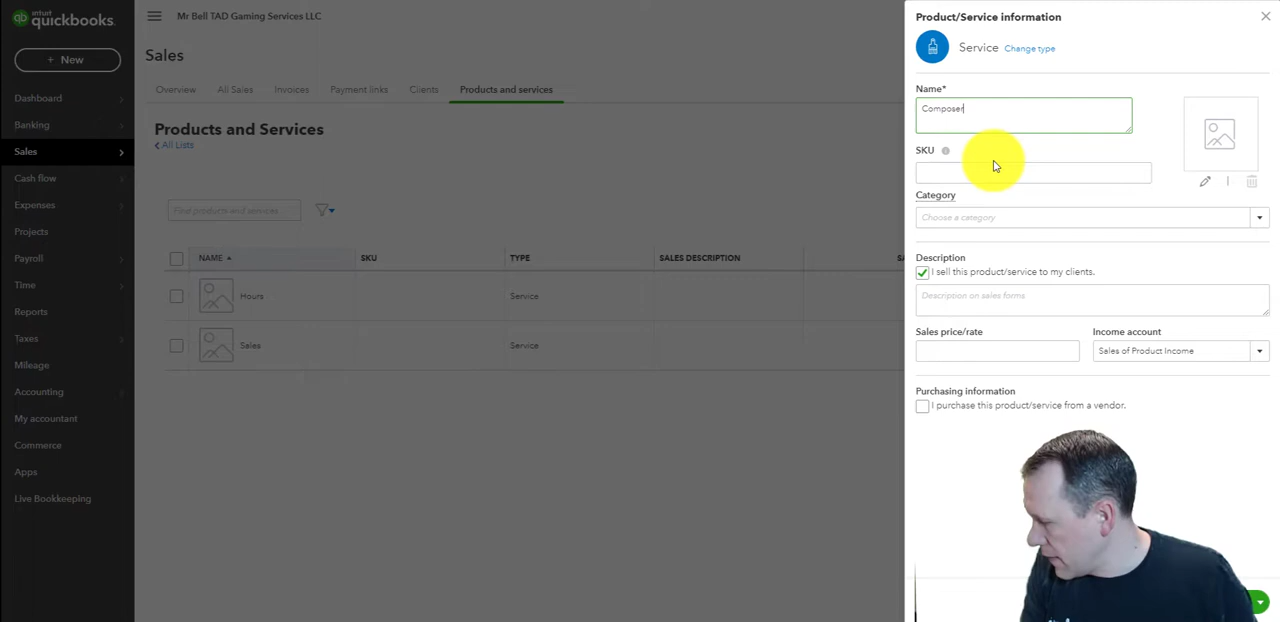 intuit
quickbooks.
+ New
Dashboard
Banking
Sales
Cash flow
Expenses
Projects
Payroll
Time
Reports
Taxes
Mileage
Accounting
My accountant
Commerce
Apps
Live Bookkeeping
Mr Bell TAD Gaming Services LLC
Sales
Overview All Sales Invoices Payment links Clients Products and services
Products and Services
All Lists
Find products and services
NAME SKU TYPE SALES DESCRIPTION SA
Hours Service
Sales Service
Product/Service information
Service Change type
Name*
Composer
SKU
Category
Choose a category
Description
I sell this product/service to my clients.
Description on sales forms
Sales price/rate Income account
Sales of Product Income
Purchasing information
I purchase this product/service from a vendor.